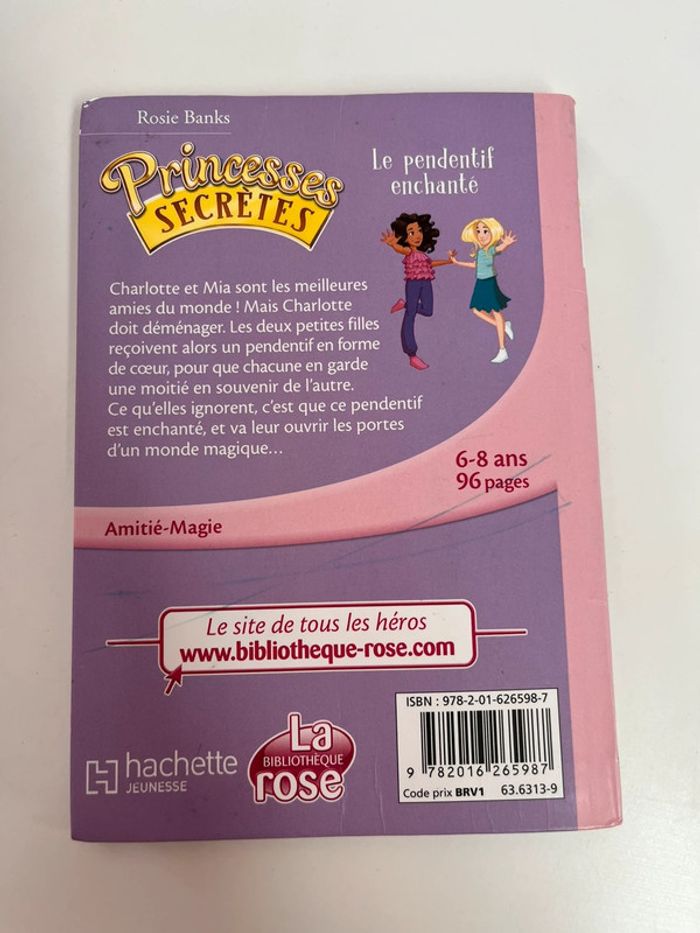 Rosie Banks
Princesses
SECRÈTES
Le pendentif
enchanté
Charlotte et Mia sont les meilleures
amies du monde ! Mais Charlotte
doit déménager. Les deux petites filles
reçoivent alors un pendentif en forme
de cœur, pour que chacune en garde
une moitié en souvenir de l'autre.
Ce qu'elles ignorent, c'est que ce pendentif
est enchanté, et va leur ouvrir les portes
d'un monde magique...
6-8 ans
96 pages
Amitié-Magie
Le site de tous les héros
www.bibliotheque-rose.com
hachette
JEUNESSE
La
BIBLIOTHÈQUE
rose
ISBN : 978-2-01-626598-7
9 782016 265987
Code prix BRV1 63.6313-9